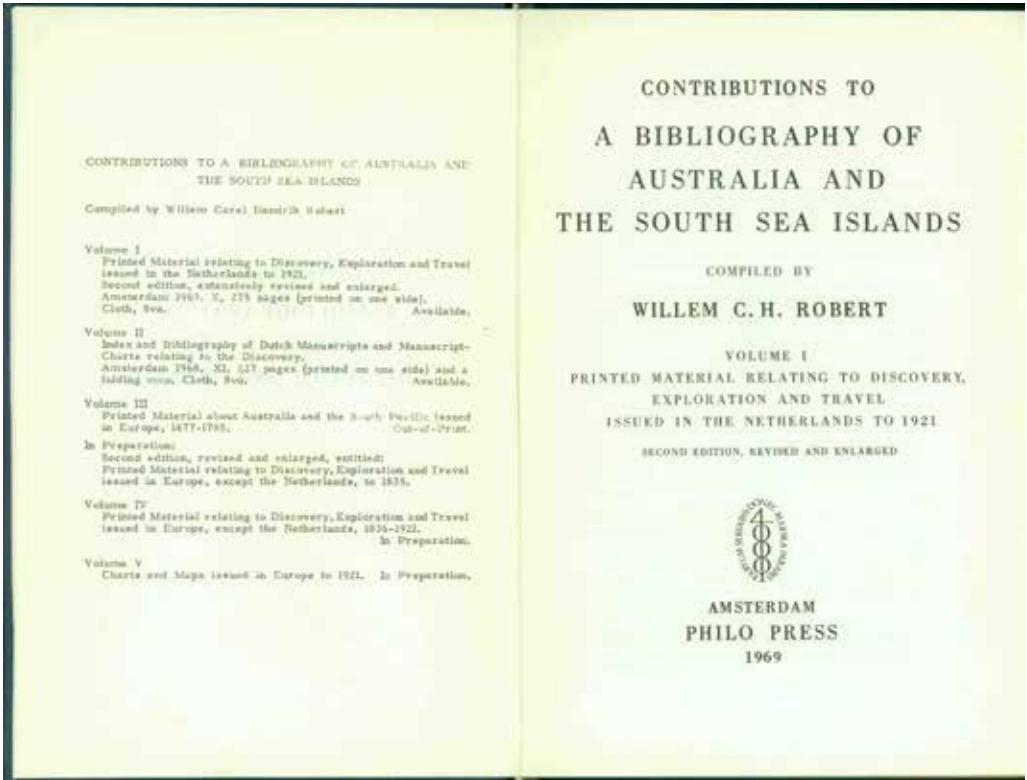 CONTRIBUTIONS TO A BIBLIOGRAPHY OF AUSTRALIA AND
THE SOUTH SEA ISLANDS
Compiled by Willem Carel Hendrik Robert
Volume I
Printed Material relating to Discovery, Exploration and Travel
issued in the Netherlands to 1921.
Second edition, extensively revised and enlarged.
Amsterdam 1969. X, pages (printed on one side).
Cloth, 8vo. Available.
Volume II
Index and Bibliography of Dutch Manuscripts and Manuscript-
Charts relating to the Discovery.
Amsterdam XI, pages (printed on one side) and a
folding Cloth, 8vo. Available.
Volume III
Printed Material about Australia and the South Pacific issued
in Europe, Out-of-Print.
In Preparation:
Second edition, revised and enlarged, entitled:
Printed Material relating to Discovery, Exploration and Travel
issued in Europe, except the Netherlands, to
Volume IV
Printed Material relating to Discovery, Exploration and Travel
issued in Europe, except the Netherlands,
In Preparation.
Volume V
Charts and Maps issued in Europe to 1921. In Preparation.
CONTRIBUTIONS TO
A BIBLIOGRAPHY OF
AUSTRALIA AND
THE SOUTH SEA ISLANDS
COMPILED BY
WILLEM C. H. ROBERT
VOLUME I
PRINTED MATERIAL RELATING TO DISCOVERY,
EXPLORATION AND TRAVEL
ISSUED IN THE NETHERLANDS TO 1921
SECOND EDITION, REVISED AND ENLARGED
AMSTERDAM
PHILO PRESS
1969